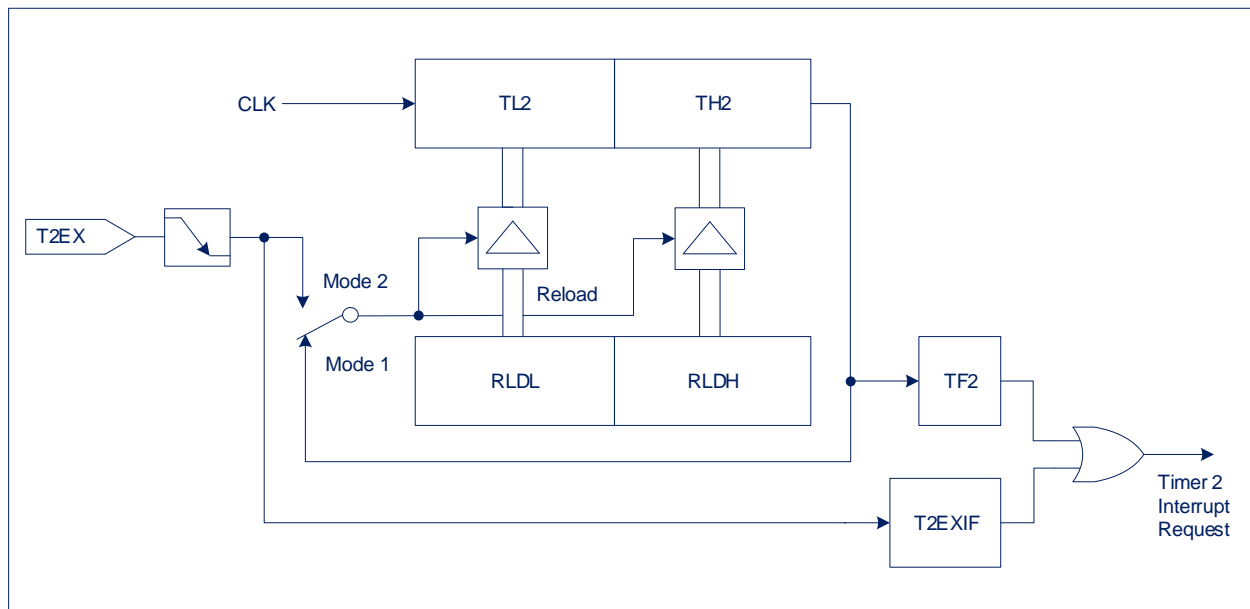 TL2
TH2
CLK
T2EX
Mode 2
Reload
Mode 1
RLDL
RLDH
TF2
T2EXIF
Timer 2
Interrupt
Request